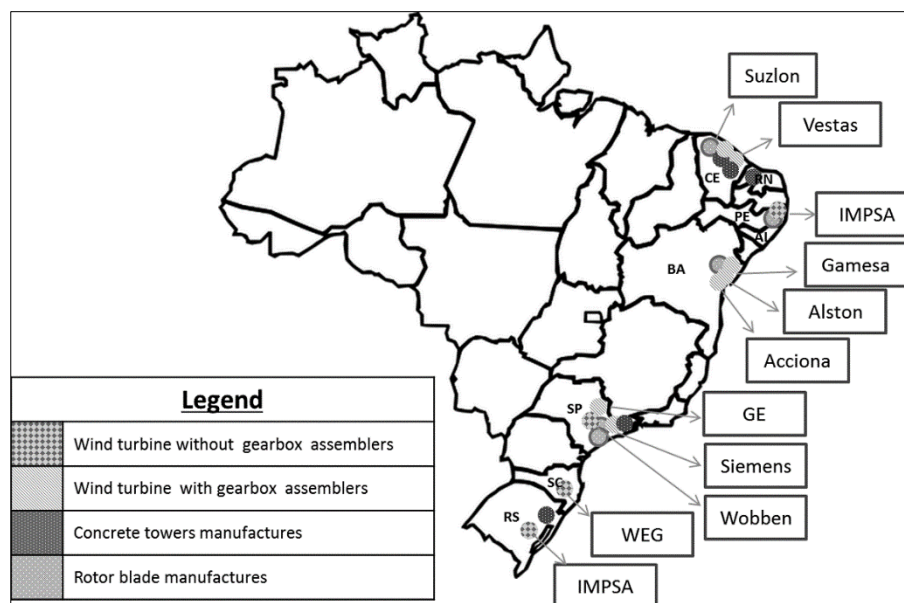 Suzlon
Vestas
CE
RN
PE
IMPSA
AL
Gamesa
BA
Alston
Acciona
SP
GE
Siemens
Wobben
SC
WEG
RS
IMPSA
Legend
Wind turbine without gearbox assemblers
Wind turbine with gearbox assemblers
Concrete towers manufactures
Rotor blade manufactures